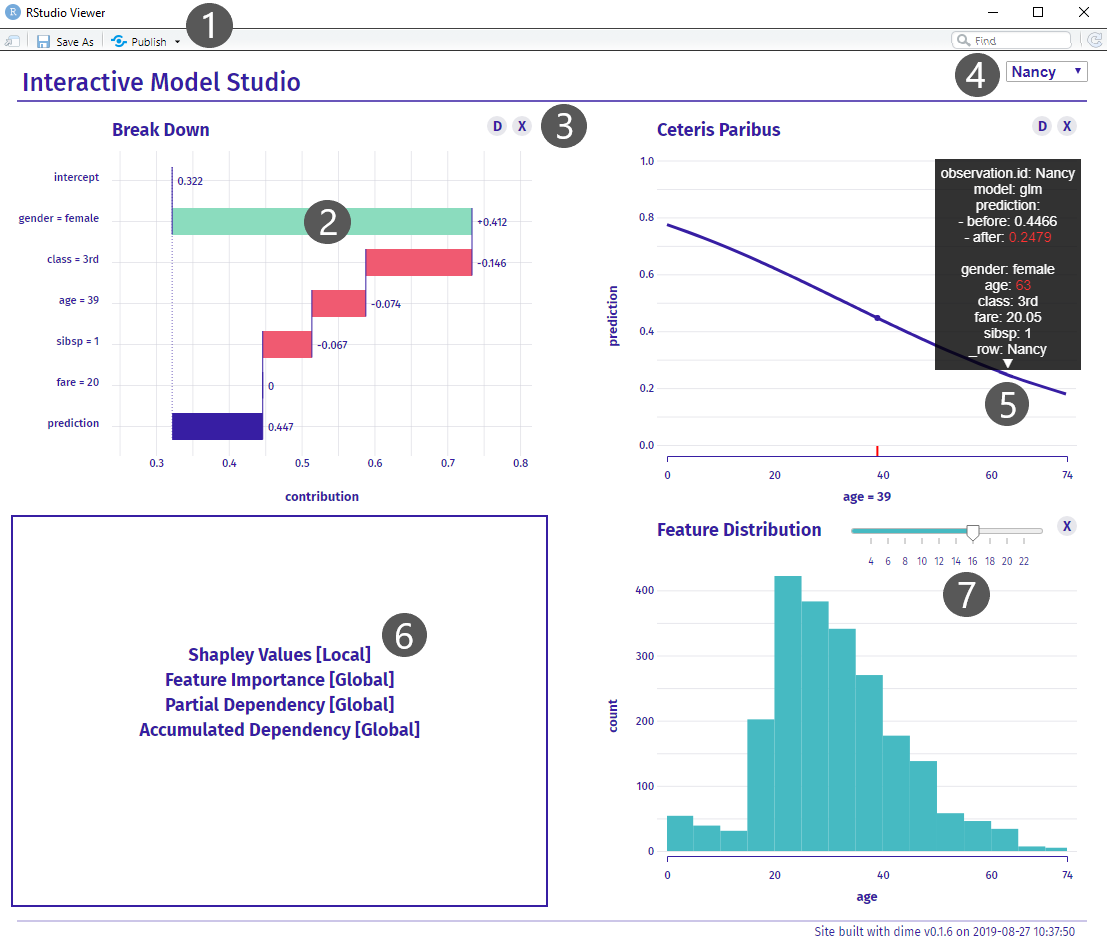 R RStudio Viewer
Save As
Publish
1
Find
Interactive Model Studio
4
Nancy
Break Down
D X
3
intercept
gender = female
class = 3rd
age = 39
sibsp = 1
fare = 20
prediction
0.322
2
+0.412
-0.146
-0.074
-0.067
0
0.447
0.3 0.4 0.5 0.6 0.7 0.8
contribution
Ceteris Paribus
D X
prediction
1.0
0.8
0.6
0.4
0.2
0.0
observation.id: Nancy
model: glm
prediction:
- before: 0.4466
- after: 0.2479
gender: female
age: 63
class: 3rd
fare: 20.05
sibsp: 1
_row: Nancy
5
0 20 40 60 74
age = 39
6
Shapley Values [Local]
Feature Importance [Global]
Partial Dependency [Global]
Accumulated Dependency [Global]
Feature Distribution
X
4 6 8 10 12 14 16 18 20 22
7
count
400
300
200
100
0
0 20 40 60 74
age
Site built with dime v0.1.6 on 2019-08-27 10:37:50